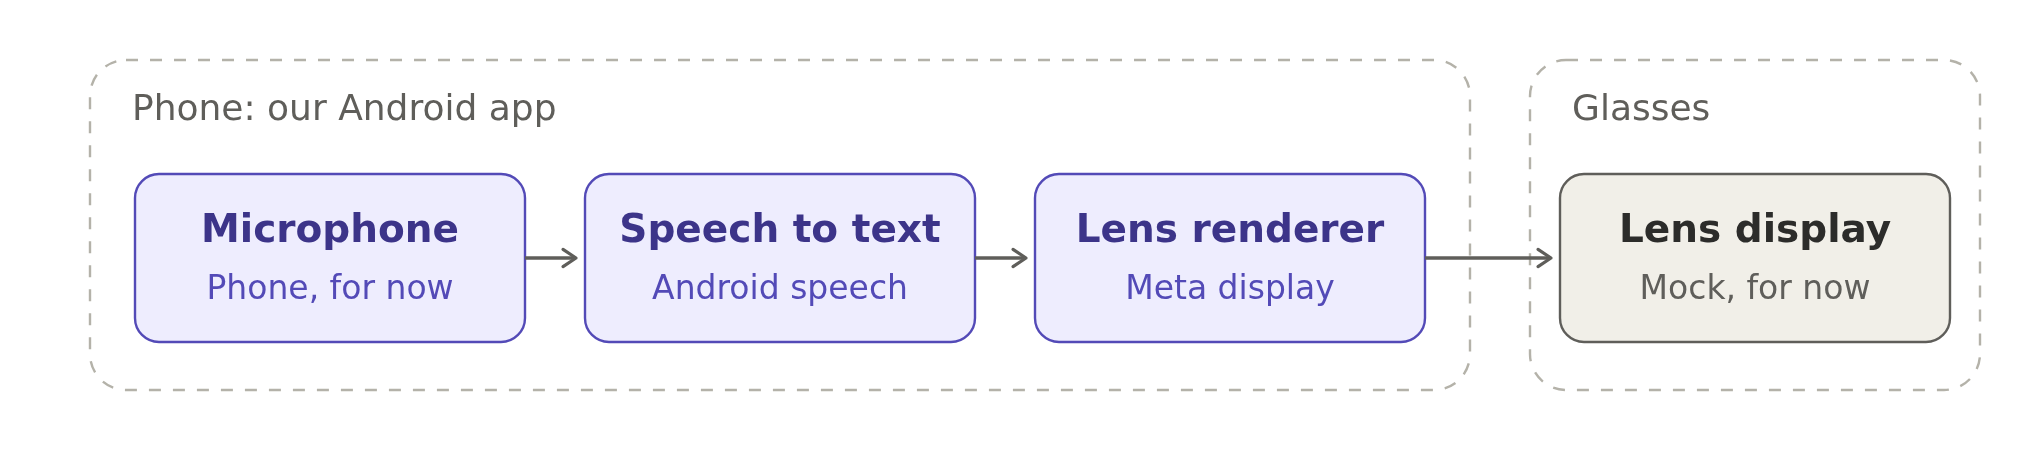 Phone: our Android app
Glasses
Microphone
Phone, for now
Speech to text
Android speech
Lens renderer
Meta display
Lens display
Mock, for now